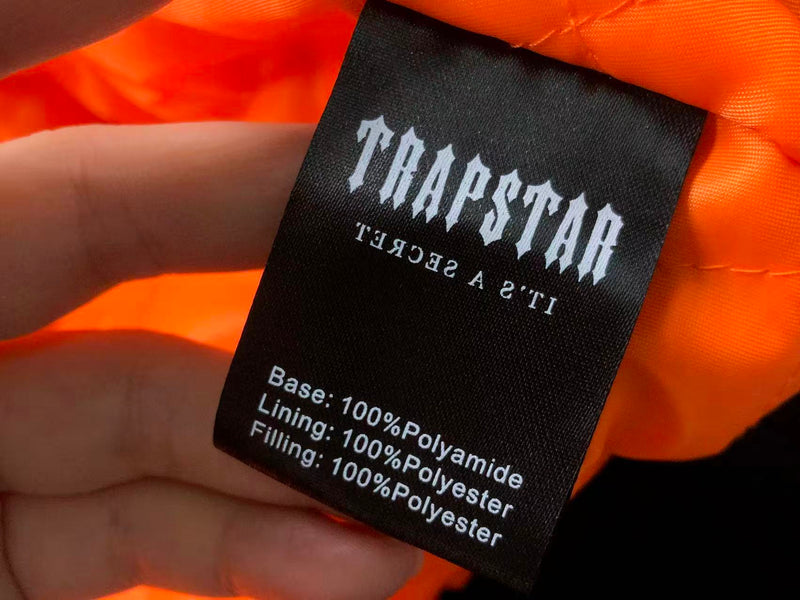 TRAPSTAR
IT'S A SECRET
Base: 100%Polyamide
Lining: 100%Polyester
Filling: 100%Polyester